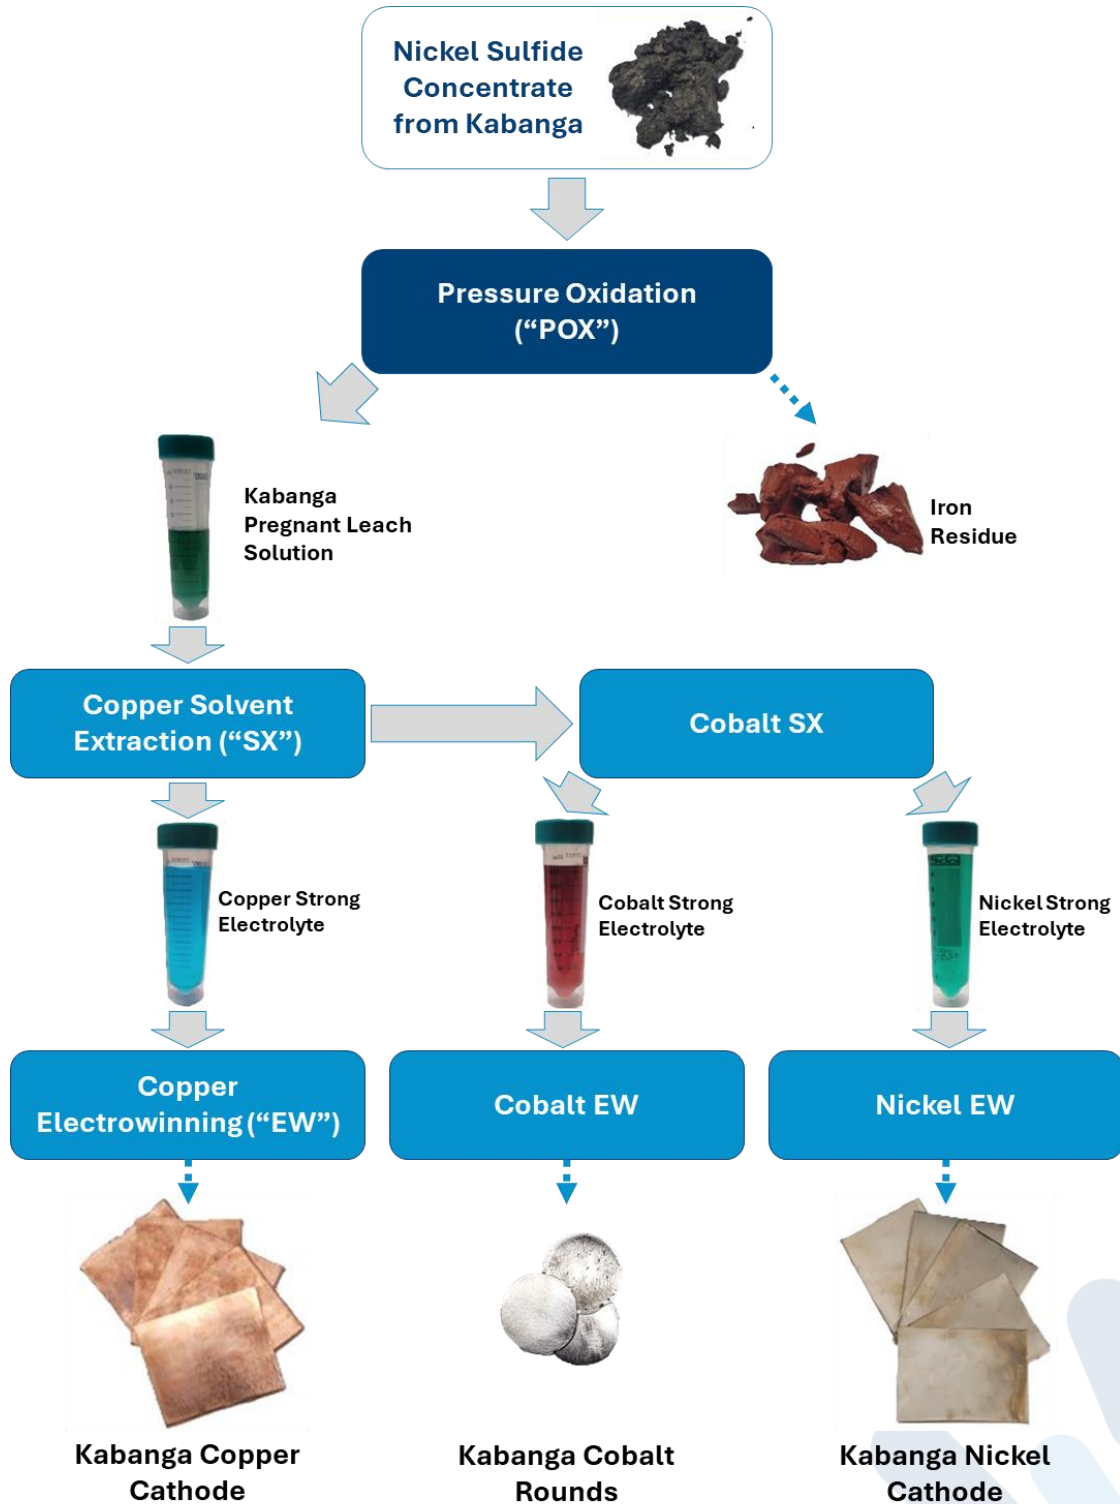 Nickel Sulfide
Concentrate
from Kabanga
Pressure Oxidation
(“POX”)
Kabanga
Pregnant Leach
Solution
Iron
Residue
Copper Solvent
Extraction (“SX”)
Cobalt SX
Copper Strong
Electrolyte
Cobalt Strong
Electrolyte
Nickel Strong
Electrolyte
Copper
Electrowinning (“EW”)
Cobalt EW
Nickel EW
Kabanga Copper
Cathode
Kabanga Cobalt
Rounds
Kabanga Nickel
Cathode